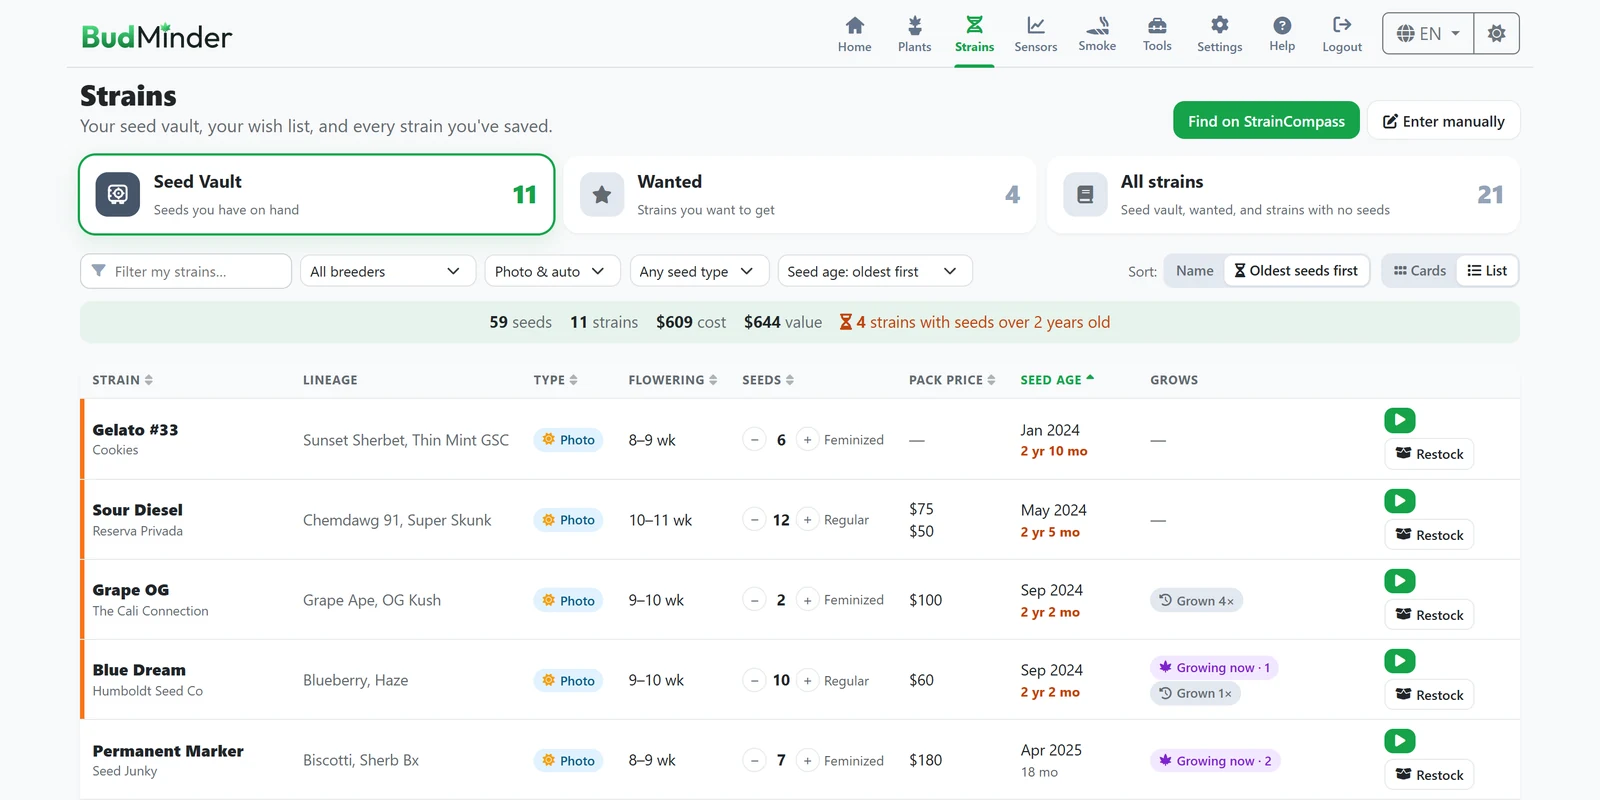 BudMinder
Home
Plants
Strains
Sensors
Smoke
Tools
Settings
Help
Logout
EN
Strains
Your seed vault, your wish list, and every strain you've saved.
Find on StrainCompass
Enter manually
Seed Vault
Seeds you have on hand
11
Wanted
Strains you want to get
4
All strains
Seed vault, wanted, and strains with no seeds
21
Filter my strains...
All breeders
Photo & auto
Any seed type
Seed age: oldest first
Sort:
Name
Oldest seeds first
Cards
List
59 seeds 11 strains $609 cost $644 value 4 strains with seeds over 2 years old
STRAIN LINEAGE TYPE FLOWERING SEEDS PACK PRICE SEED AGE GROWS
Gelato #33
Cookies
Sunset Sherbet, Thin Mint GSC
Photo
8–9 wk
− 6 + Feminized
—
Jan 2024
2 yr 10 mo
—
Restock
Sour Diesel
Reserva Privada
Chemdawg 91, Super Skunk
Photo
10–11 wk
− 12 + Regular
$75
$50
May 2024
2 yr 5 mo
—
Restock
Grape OG
The Cali Connection
Grape Ape, OG Kush
Photo
9–10 wk
− 2 + Feminized
$100
Sep 2024
2 yr 2 mo
Grown 4×
Restock
Blue Dream
Humboldt Seed Co
Blueberry, Haze
Photo
9–10 wk
− 10 + Regular
$60
Sep 2024
2 yr 2 mo
Growing now · 1
Grown 1×
Restock
Permanent Marker
Seed Junky
Biscotti, Sherb Bx
Photo
8–9 wk
− 7 + Feminized
$180
Apr 2025
18 mo
Growing now · 2
Restock